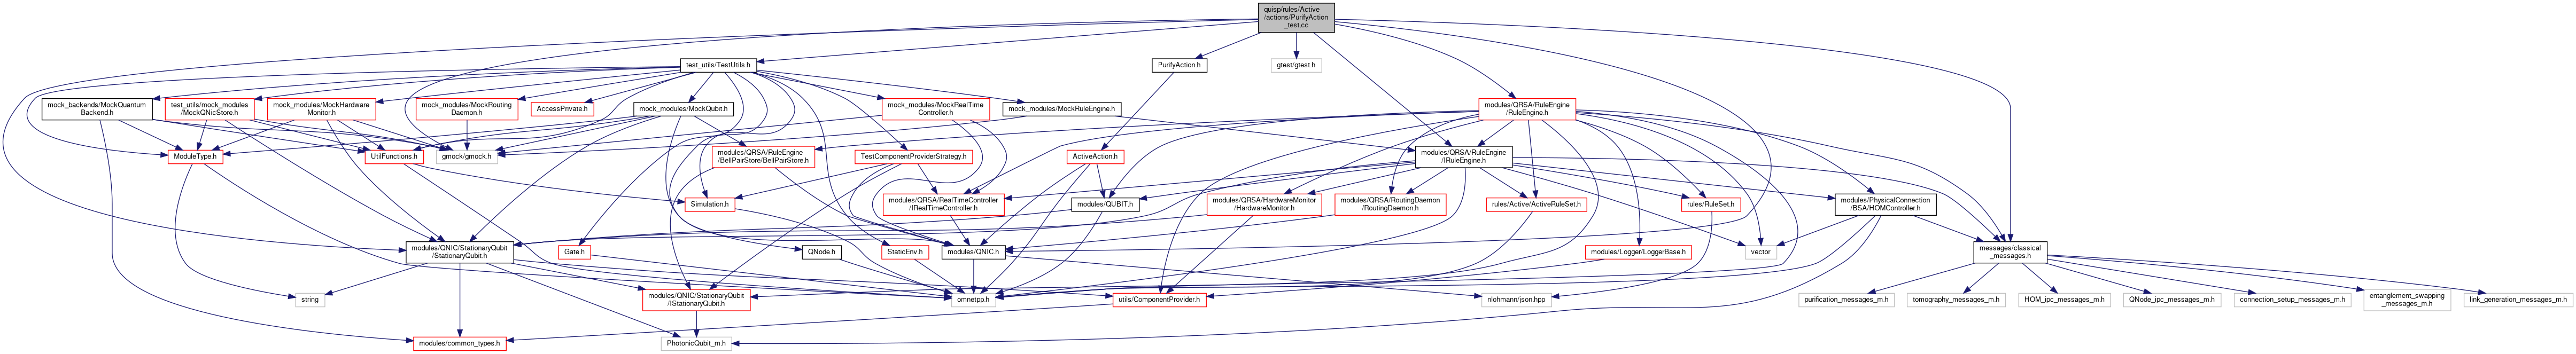 quisp/rules/Active
/actions/PurifyAction
_test.cc
test_utils/TestUtils.h
PurifyAction.h
gtest/gtest.h
mock_backends/MockQuantum
Backend.h
test_utils/mock_modules
/MockQNicStore.h
mock_modules/MockHardware
Monitor.h
mock_modules/MockRouting
Daemon.h
AccessPrivate.h
mock_modules/MockQubit.h
mock_modules/MockRealTime
Controller.h
mock_modules/MockRuleEngine.h
modules/QRSA/RuleEngine
/RuleEngine.h
ModuleType.h
UtilFunctions.h
gmock/gmock.h
modules/QRSA/RuleEngine
/BellPairStore/BellPairStore.h
TestComponentProviderStrategy.h
ActiveAction.h
modules/QRSA/RuleEngine
/IRuleEngine.h
Simulation.h
modules/QRSA/RealTimeController
/IRealTimeController.h
modules/QUBIT.h
modules/QRSA/HardwareMonitor
/HardwareMonitor.h
modules/QRSA/RoutingDaemon
/RoutingDaemon.h
rules/Active/ActiveRuleSet.h
rules/RuleSet.h
modules/PhysicalConnection
/BSA/HOMController.h
modules/QNIC/StationaryQubit
/StationaryQubit.h
Gate.h
QNode.h
StaticEnv.h
modules/QNIC.h
modules/Logger/LoggerBase.h
vector
messages/classical
_messages.h
string
modules/QNIC/StationaryQubit
/IStationaryQubit.h
omnetpp.h
utils/ComponentProvider.h
nlohmann/json.hpp
purification_messages_m.h
tomography_messages_m.h
HOM_ipc_messages_m.h
QNode_ipc_messages_m.h
connection_setup_messages_m.h
entanglement_swapping
_messages_m.h
link_generation_messages_m.h
modules/common_types.h
PhotonicQubit_m.h